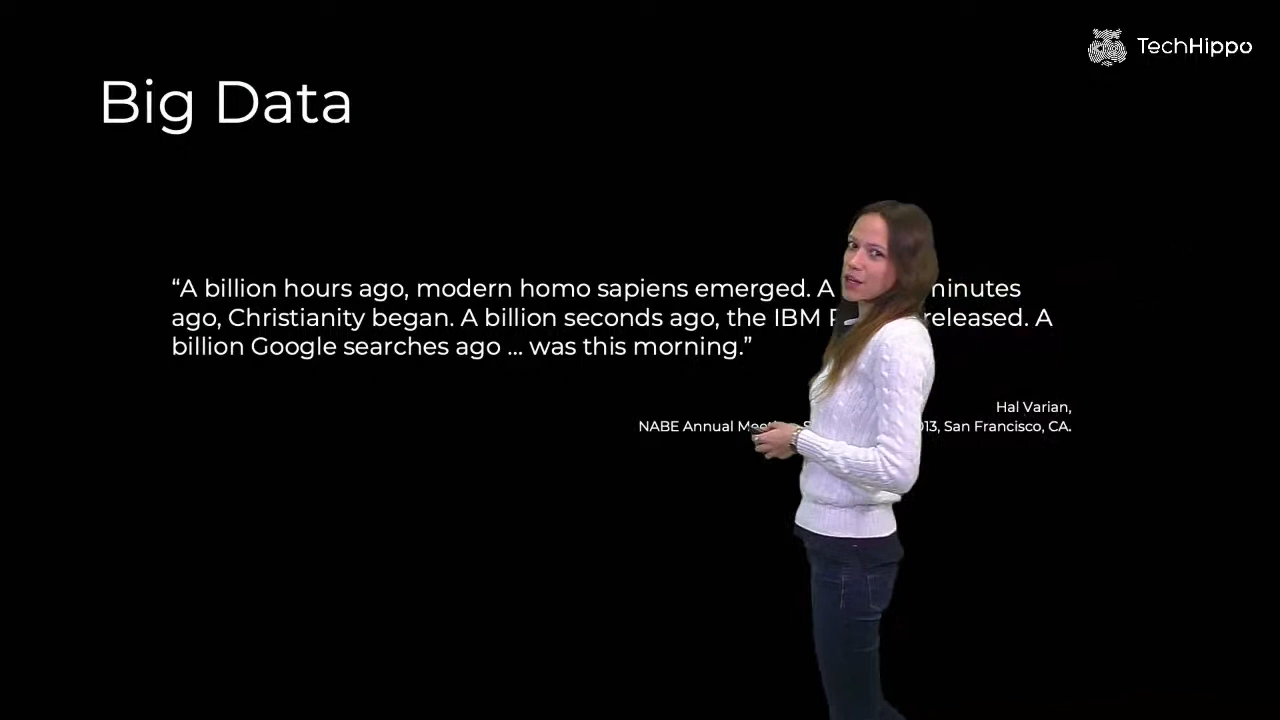 TechHippo
Big Data
“A billion hours ago, modern homo sapiens emerged. A minutes
ago, Christianity began. A billion seconds ago, the IBM released. A
billion Google searches ago ... was this morning.”
Hal Varian,
NABE Annual San Francisco, CA.